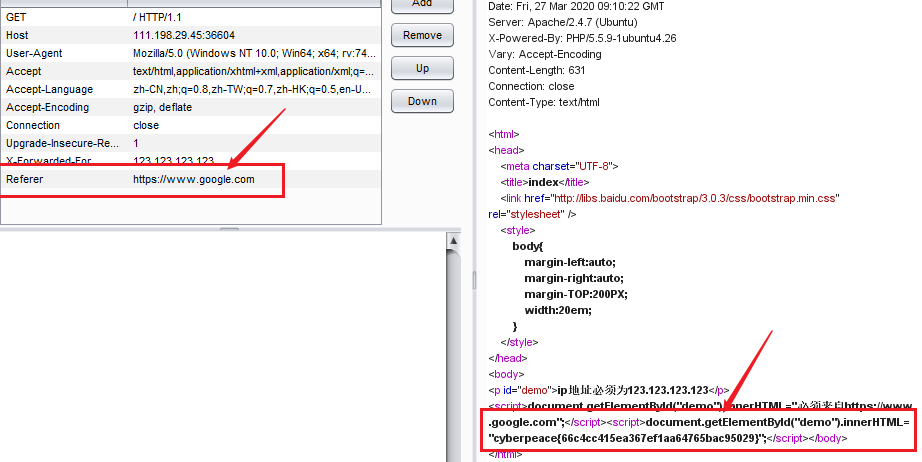 Add
Remove
Up
Down
GET / HTTP/1.1
Host 111.198.29.45:36604
User-Agent Mozilla/5.0 (Windows NT 10.0; Win64; x64; rv:74...
Accept text/html,application/xhtml+xml,application/xml;q=...
Accept-Language zh-CN,zh;q=0.8,zh-TW;q=0.7,zh-HK;q=0.5,en-U...
Accept-Encoding gzip, deflate
Connection close
Upgrade-Insecure-Re... 1
X-Forwarded-For 123.123.123.123
Referer https://www.google.com
Date: Fri, 27 Mar 2020 09:10:22 GMT
Server: Apache/2.4.7 (Ubuntu)
X-Powered-By: PHP/5.5.9-1ubuntu4.26
Vary: Accept-Encoding
Content-Length: 631
Connection: close
Content-Type: text/html
<html>
<head>
<meta charset="UTF-8">
<title>index</title>
<link href="http://libs.baidu.com/bootstrap/3.0.3/css/bootstrap.min.css"
rel="stylesheet" />
<style>
body{
margin-left:auto;
margin-right:auto;
margin-TOP:200PX;
width:20em;
}
</style>
</head>
<body>
<p id="demo">ip地址必须为123.123.123.123</p>
<script>document.getElementById("demo").innerHTML="必须来自https://www
.google.com";</script><script>document.getElementById("demo").innerHTML=
"cyberpeace{66c4cc415ea367ef1aa64765bac95029}";</script></body>
</html>